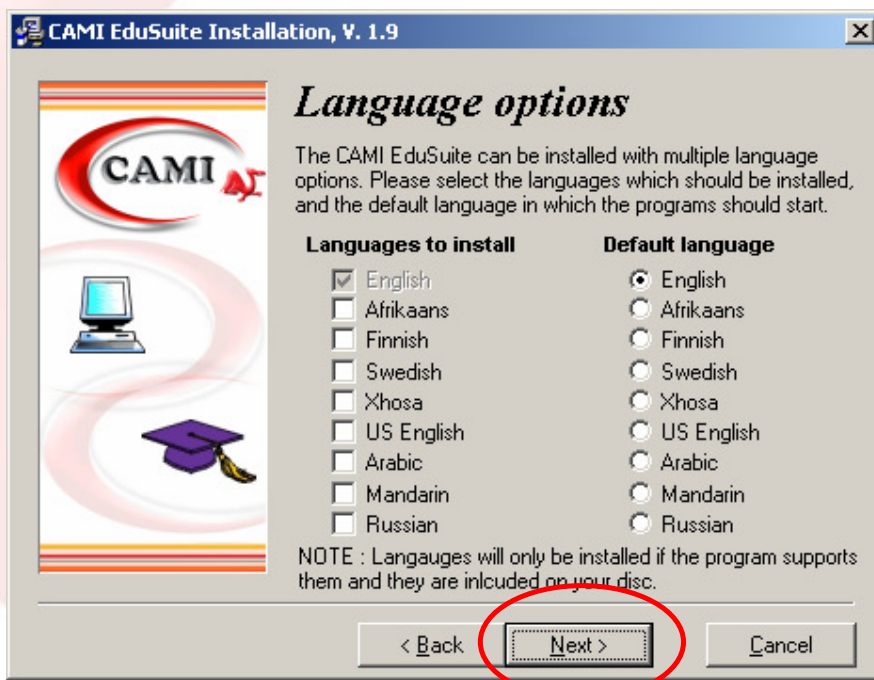 CAMI EduSuite Installation, V. 1.9
CAMI
Language options
The CAMI EduSuite can be installed with multiple language
options. Please select the languages which should be installed,
and the default language in which the programs should start.
Languages to install Default language
English English
Afrikaans Afrikaans
Finnish Finnish
Swedish Swedish
Xhosa Xhosa
US English US English
Arabic Arabic
Mandarin Mandarin
Russian Russian
NOTE : Langauges will only be installed if the program supports
them and they are inlcuded on your disc.
< Back Next > Cancel